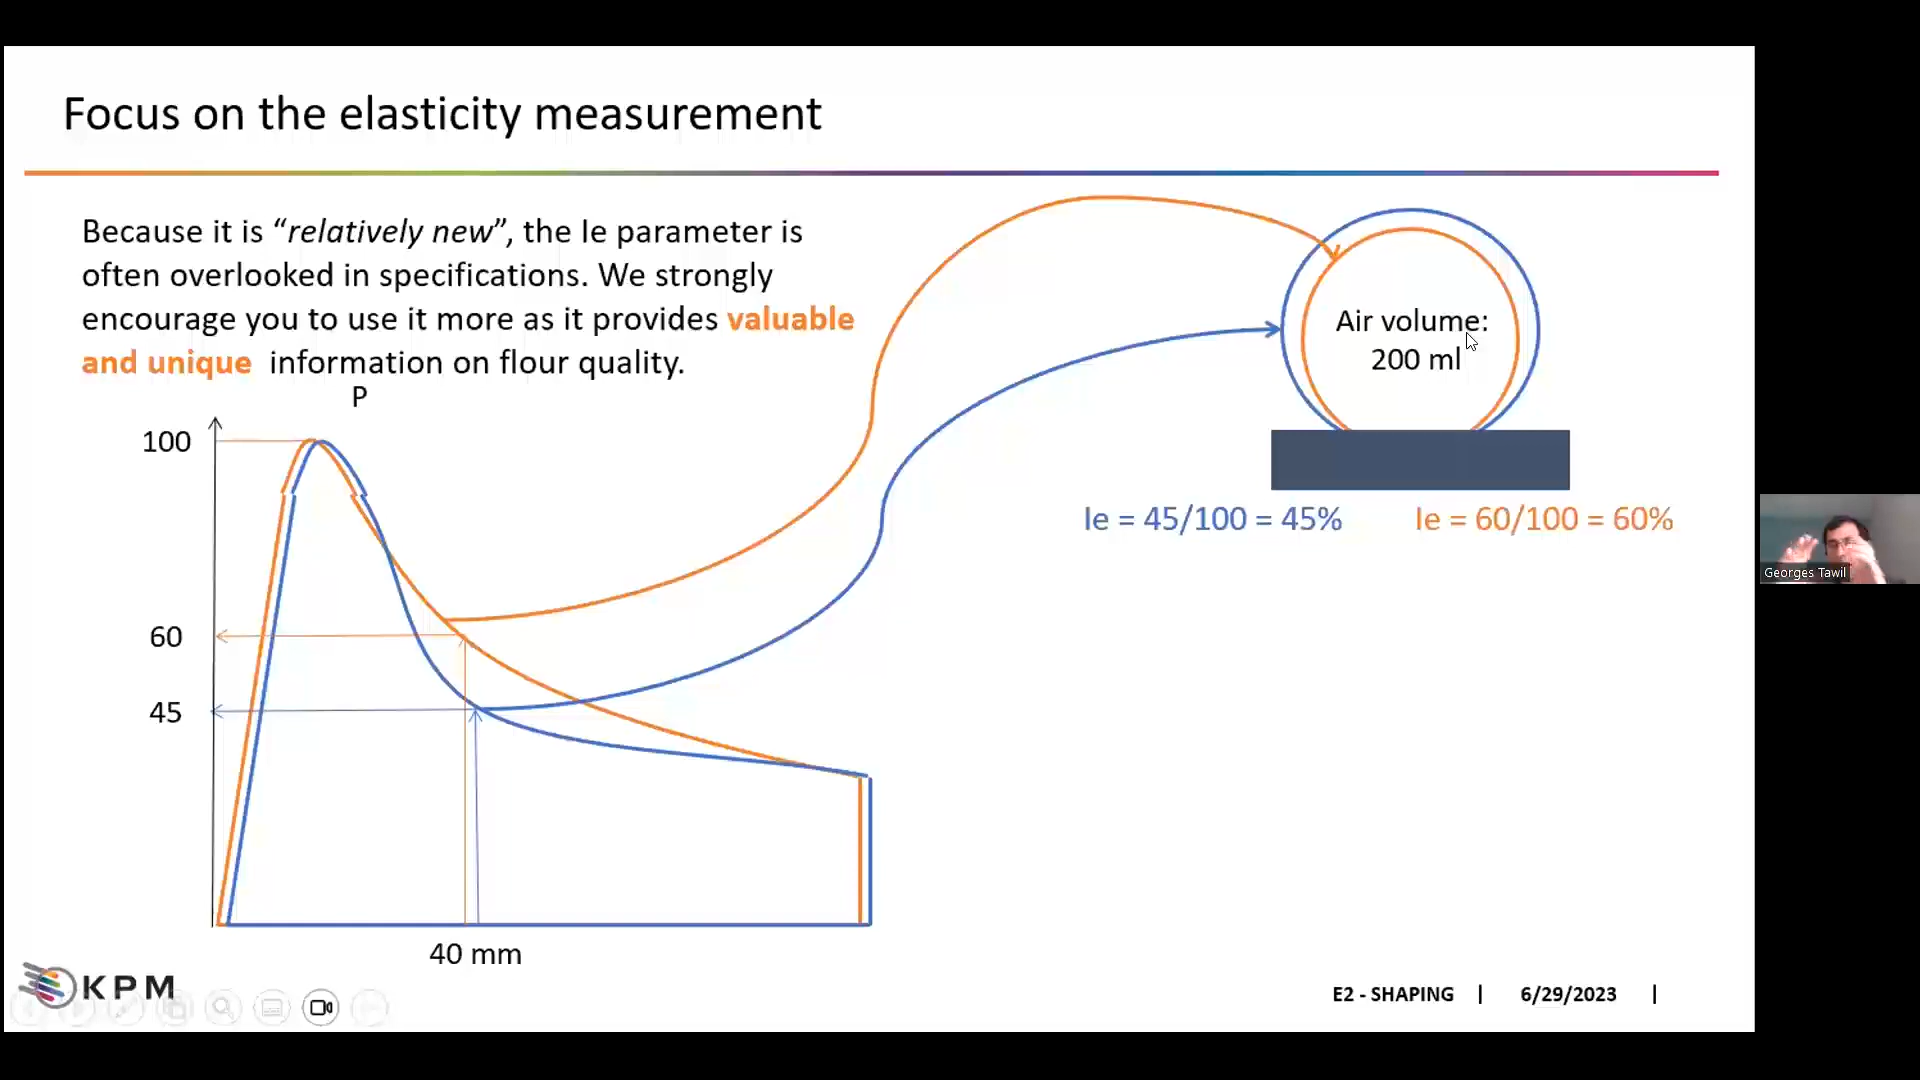 Focus on the elasticity measurement
Because it is “relatively new”, the Ie parameter is
often overlooked in specifications. We strongly
encourage you to use it more as it provides valuable
and unique information on flour quality.
P
100
60
45
40 mm
Air volume:
200 ml
Ie = 45/100 = 45%
Ie = 60/100 = 60%
Georges Tawil
KPM
E2 - SHAPING | 6/29/2023 |